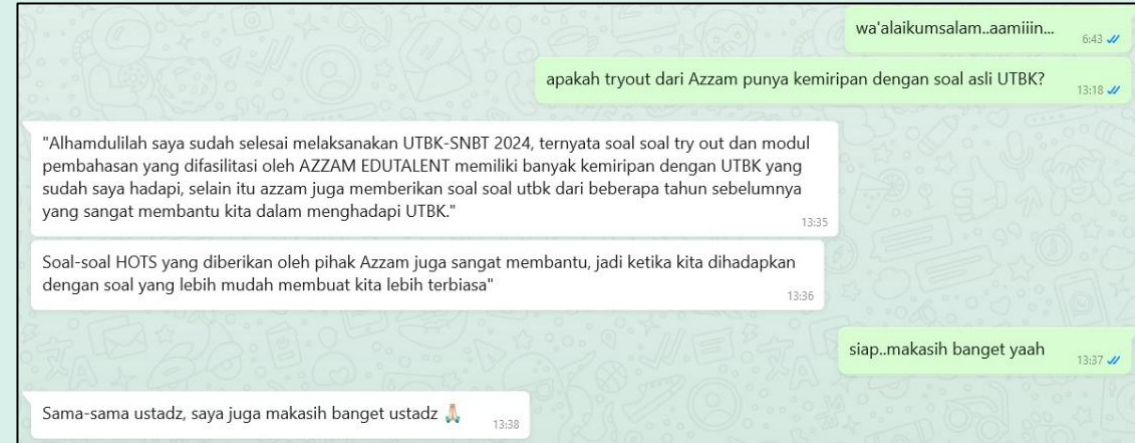 wa'alaikumsalam..aamiiin...
6:43
apakah tryout dari Azzam punya kemiripan dengan soal asli UTBK?
13:18
"Alhamdulilah saya sudah selesai melaksanakan UTBK-SNBT 2024, ternyata soal soal try out dan modul
pembahasan yang difasilitasi oleh AZZAM EDUTALENT memiliki banyak kemiripan dengan UTBK yang
sudah saya hadapi, selain itu azzam juga memberikan soal soal utbk dari beberapa tahun sebelumnya
yang sangat membantu kita dalam menghadapi UTBK."
13:35
Soal-soal HOTS yang diberikan oleh pihak Azzam juga sangat membantu, jadi ketika kita dihadapkan
dengan soal yang lebih mudah membuat kita lebih terbiasa"
13:36
siap..makasih banget yaah
13:37
Sama-sama ustadz, saya juga makasih banget ustadz 🙏🏻
13:38